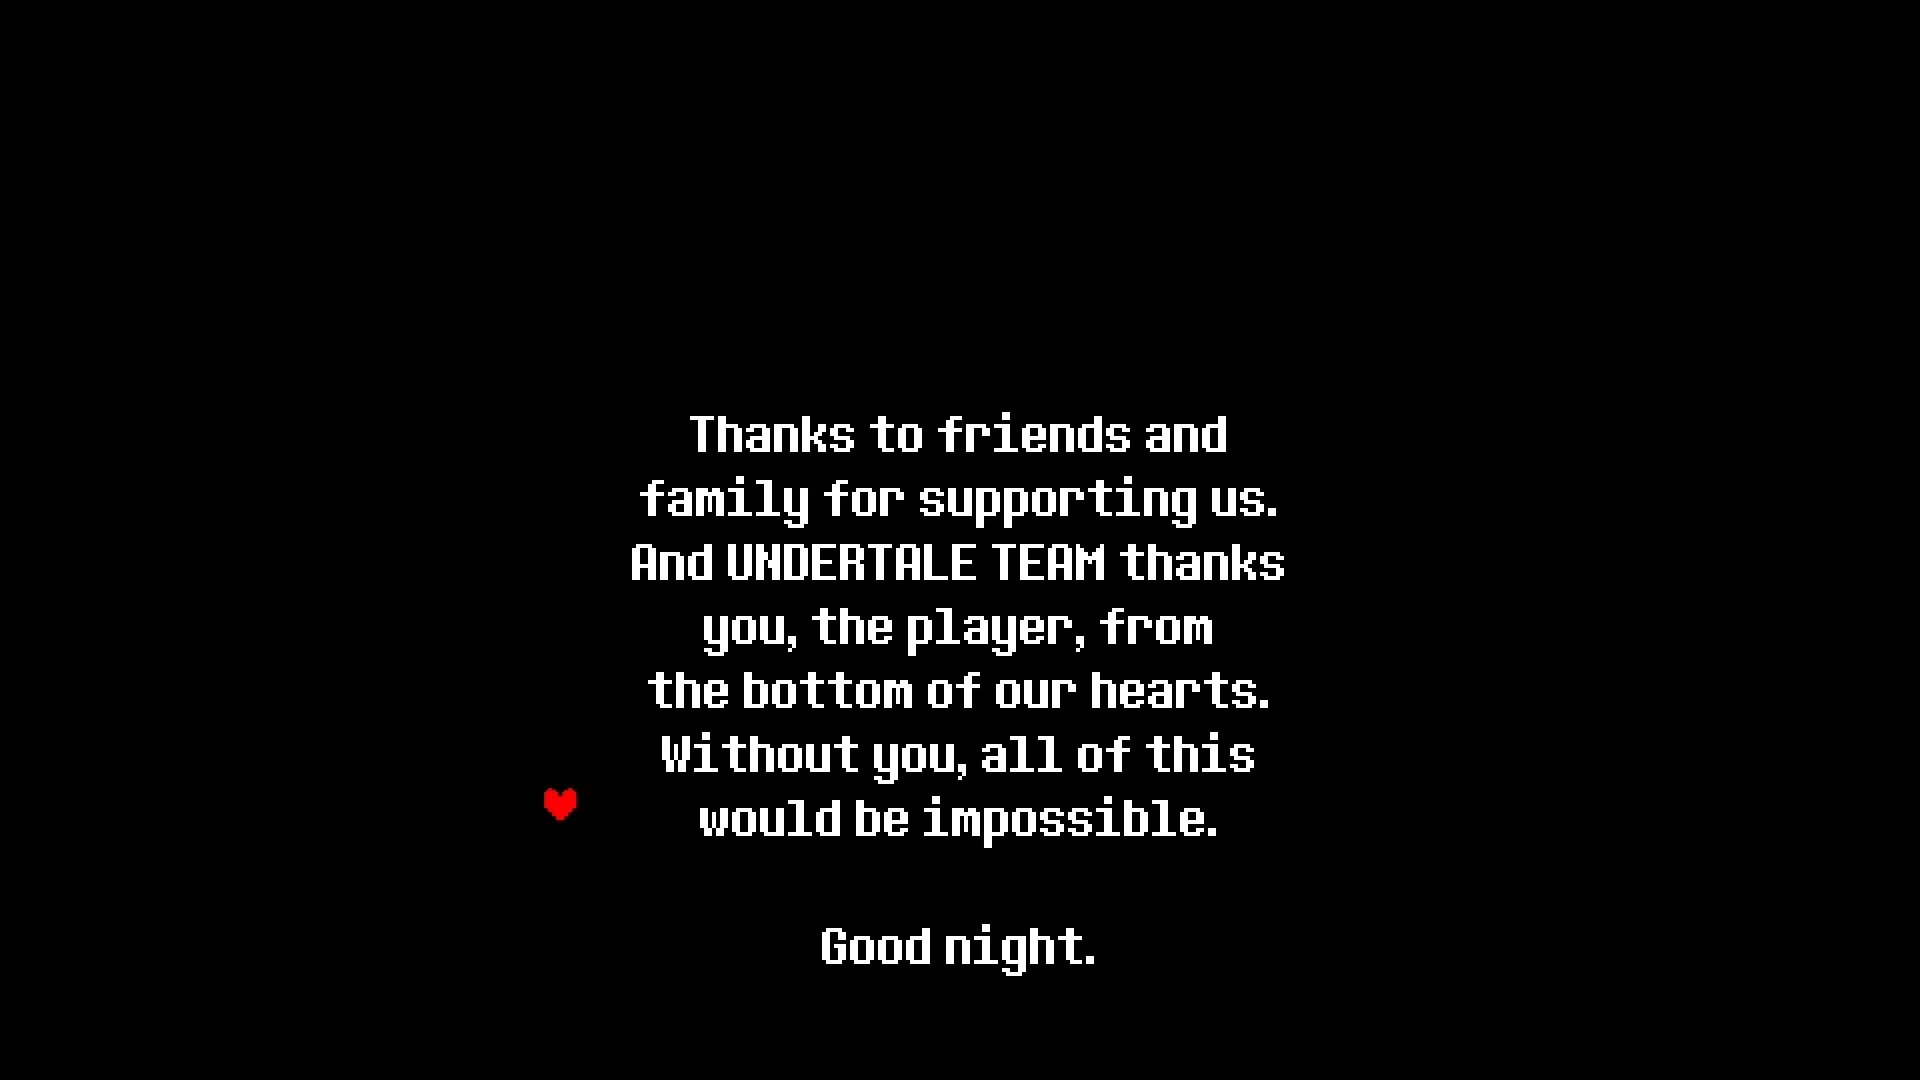 Thanks to friends and
family for supporting us.
And UNDERTALE TEAM thanks
you, the player, from
the bottom of our hearts.
Without you, all of this
would be impossible.
Good night.